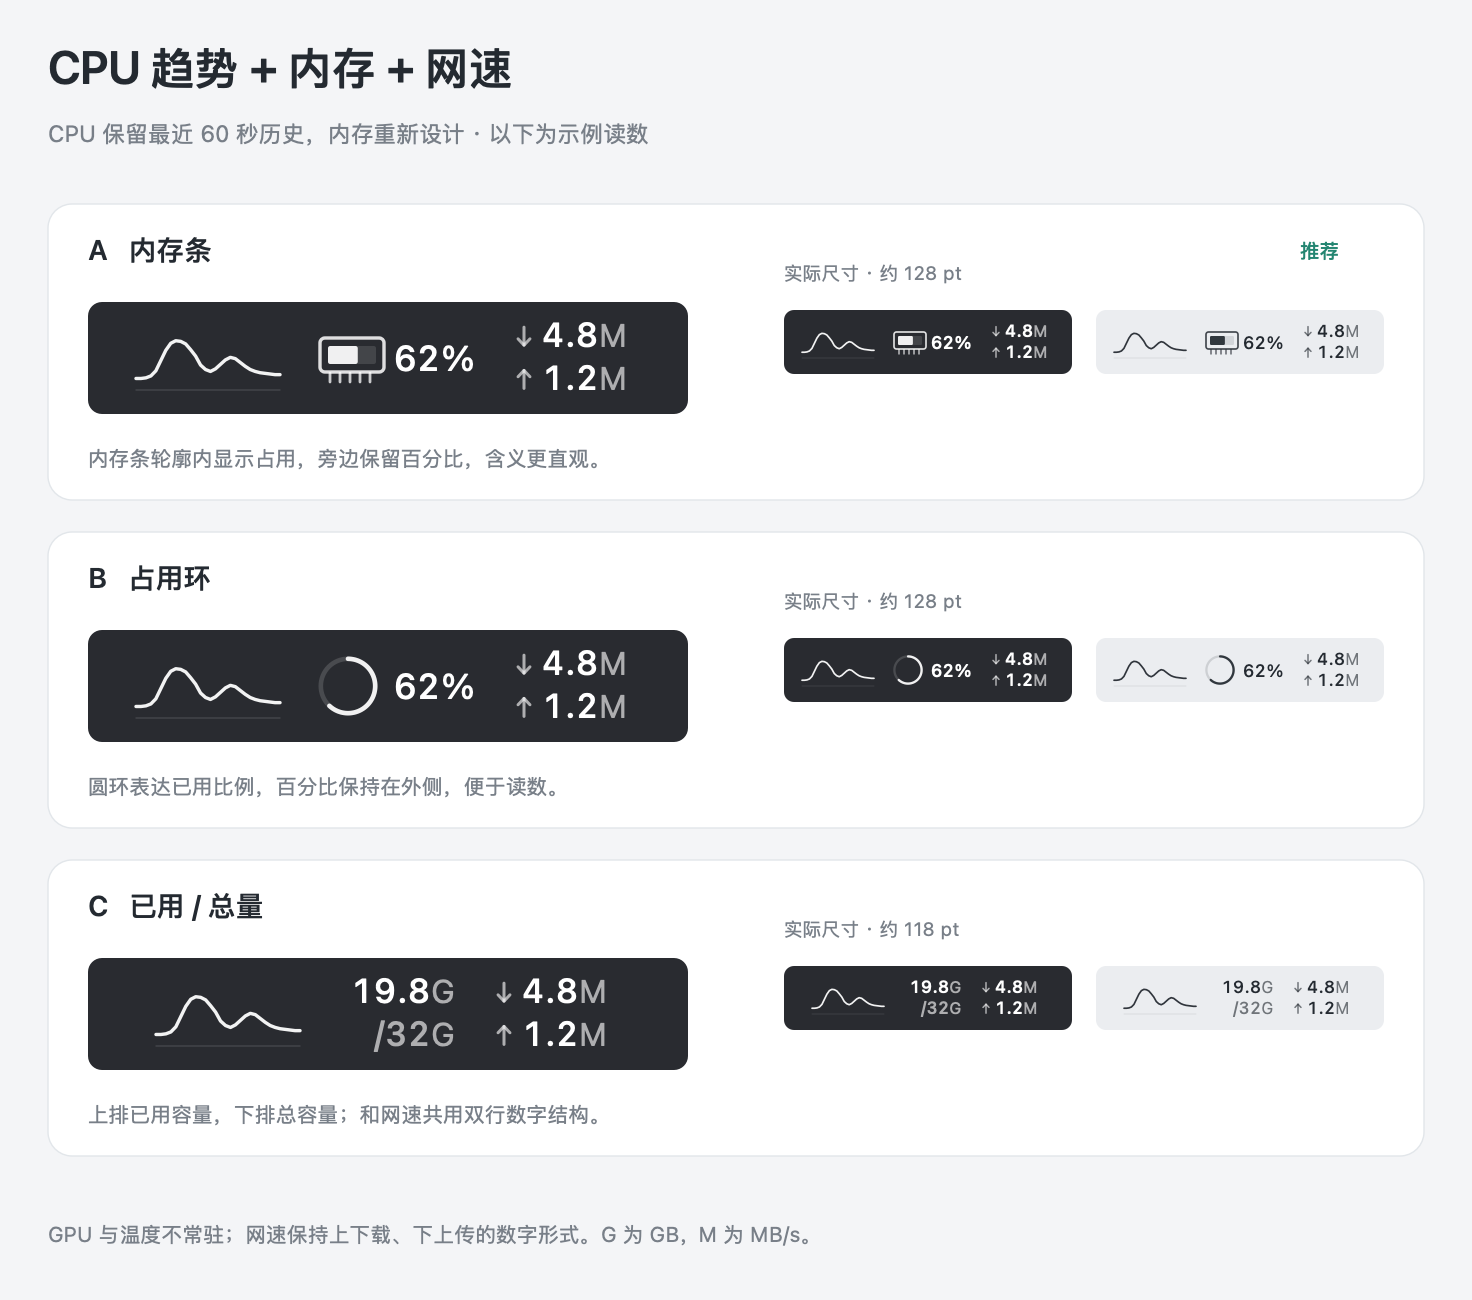 CPU 趋势 + 内存 + 网速
CPU 保留最近 60 秒历史，内存重新设计 · 以下为示例读数
A 内存条
推荐
实际尺寸 · 约 128 pt
62%
↓ 4.8M
↑ 1.2M
62%
↓ 4.8M
↑ 1.2M
62%
↓ 4.8M
↑ 1.2M
内存条轮廓内显示占用，旁边保留百分比，含义更直观。
B 占用环
实际尺寸 · 约 128 pt
62%
↓ 4.8M
↑ 1.2M
62%
↓ 4.8M
↑ 1.2M
62%
↓ 4.8M
↑ 1.2M
圆环表达已用比例，百分比保持在外侧，便于读数。
C 已用 / 总量
实际尺寸 · 约 118 pt
19.8G ↓ 4.8M
/32G ↑ 1.2M
19.8G ↓ 4.8M
/32G ↑ 1.2M
19.8G ↓ 4.8M
/32G ↑ 1.2M
上排已用容量，下排总容量；和网速共用双行数字结构。
GPU 与温度不常驻；网速保持上下载、下上传的数字形式。G 为 GB，M 为 MB/s。